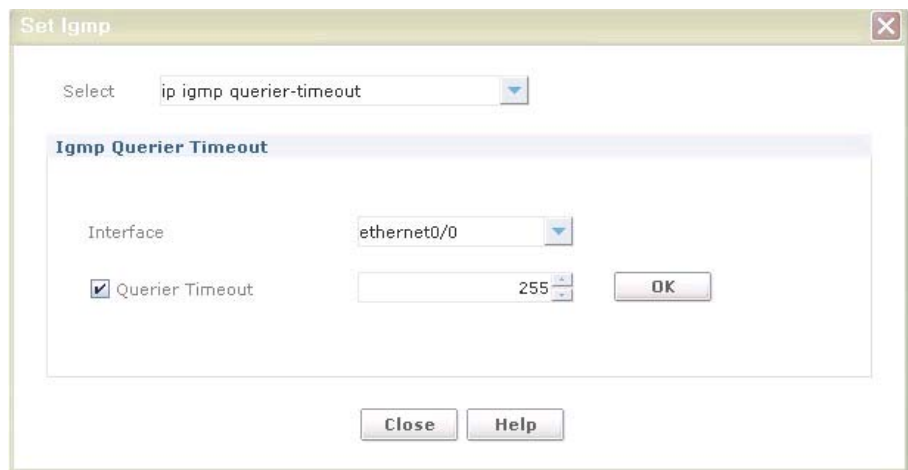 Set Igmp
Select ip igmp querier-timeout
Igmp Querier Timeout
Interface ethernet0/0
Querier Timeout 255 OK
Close Help